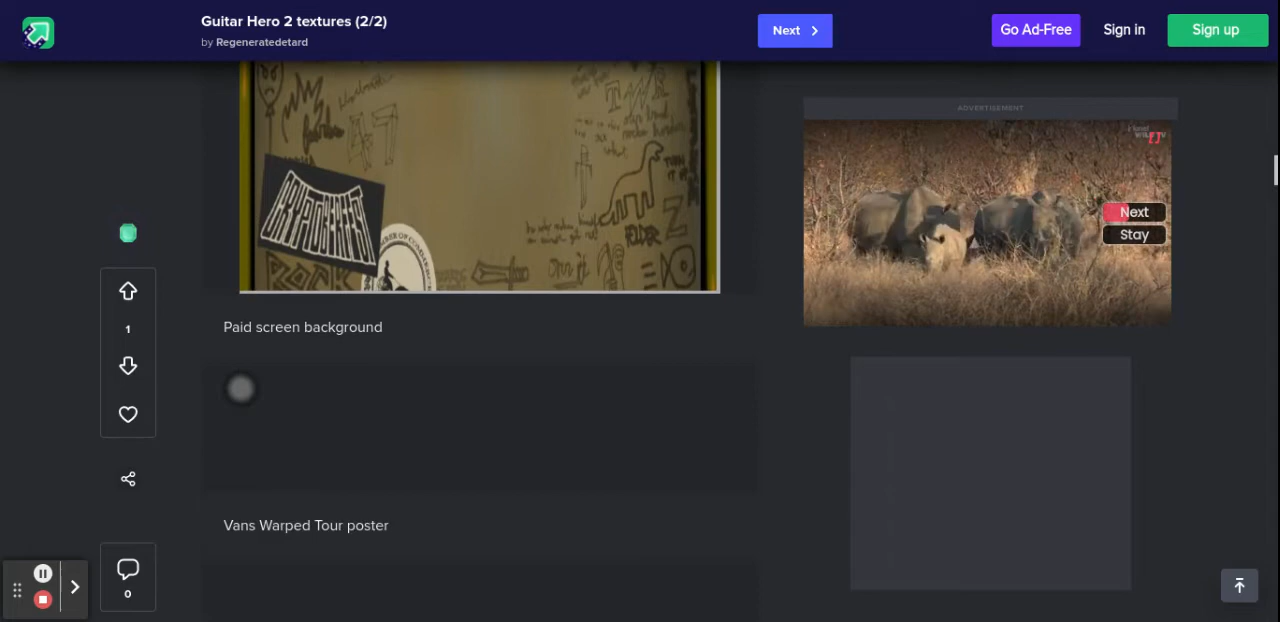 Guitar Hero 2 textures (2/2)
by Regeneratedetard
Next
Go Ad-Free
Sign in
Sign up
ADVERTISEMENT
Next
Stay
Paid screen background
1
Vans Warped Tour poster
0